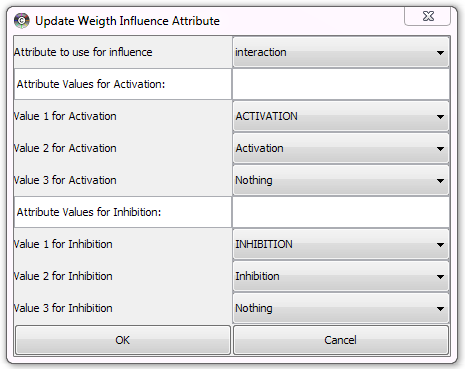 Update Weigth Influence Attribute
Attribute to use for influence interaction
Attribute Values for Activation:
Value 1 for Activation ACTIVATION
Value 2 for Activation Activation
Value 3 for Activation Nothing
Attribute Values for Inhibition:
Value 1 for Inhibition INHIBITION
Value 2 for Inhibition Inhibition
Value 3 for Inhibition Nothing
OK Cancel